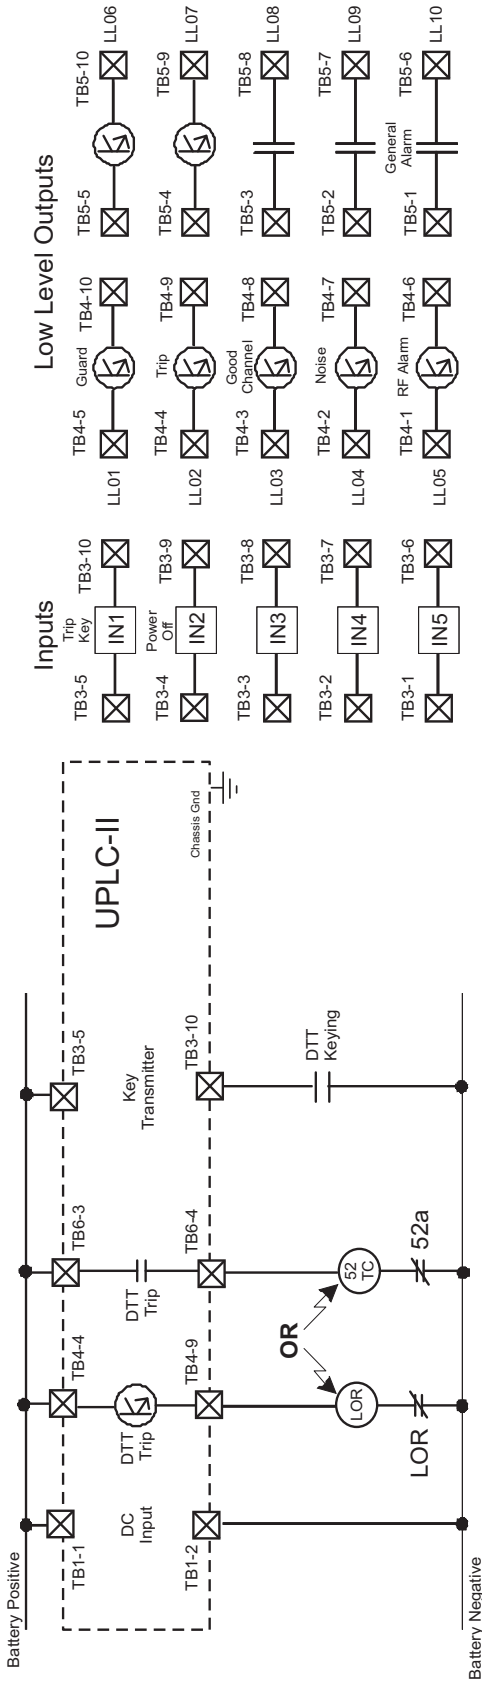 Battery Positive
TB1-1
TB4-4
TB6-3
TB3-5
UPLC-II
DC
Input
DTT
Trip
DTT
Trip
Key
Transmitter
Chassis Gnd
TB1-2
TB4-9
TB6-4
TB3-10
OR
LOR
52
TC
DTT
Keying
LOR
52a
Battery Negative
Inputs
TB3-5
Trip
Key
IN1
TB3-10
TB3-4
Power
Off
IN2
TB3-9
TB3-3
IN3
TB3-8
TB3-2
IN4
TB3-7
TB3-1
IN5
TB3-6
Low Level Outputs
LL01
TB4-5
Guard
TB4-10
TB5-5
TB5-10
LL06
LL02
TB4-4
Trip
TB4-9
TB5-4
TB5-9
LL07
LL03
TB4-3
Good
Channel
TB4-8
TB5-3
TB5-8
LL08
LL04
TB4-2
Noise
TB4-7
TB5-2
TB5-7
LL09
LL05
TB4-1
RF Alarm
TB4-6
TB5-1
General
Alarm
TB5-6
LL10